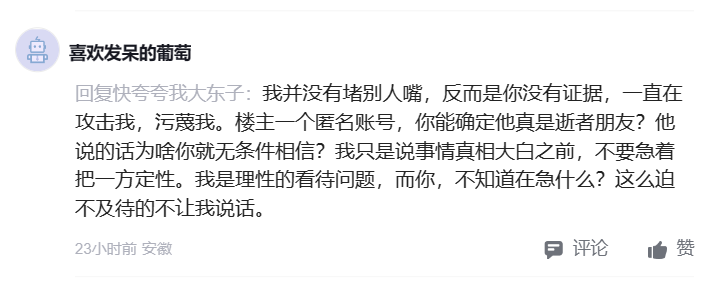 喜欢发呆的葡萄
回复快夸夸我大东子：我并没有堵别人嘴，反而是你没有证据，一直在
攻击我，污蔑我。楼主一个匿名账号，你能确定他真是逝者朋友？他
说的话为啥你就无条件相信？我只是说事情真相大白之前，不要急着
把一方定性。我是理性的看待问题，而你，不知道在急什么？这么迫
不及待的不让我说话。
23小时前 安徽 评论 赞